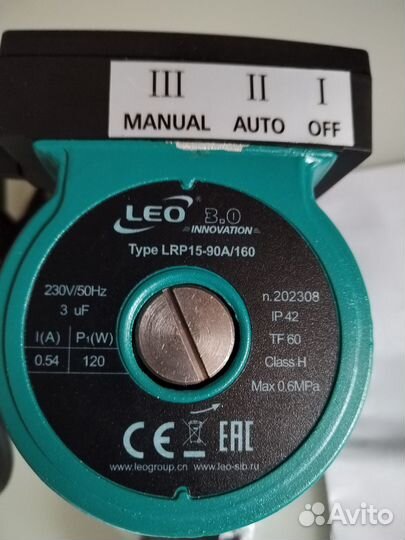 III II I
MANUAL AUTO OFF
LEO 3.0
INNOVATION
Type LRP15-90A/160
230V/50Hz
3 uF
I(A) P₁(W)
0.54 120
n.202308
IP 42
TF 60
Class H
Max 0.6MPa
CE EAC
www.leogroup.cn www.leo-sib.ru
Avito